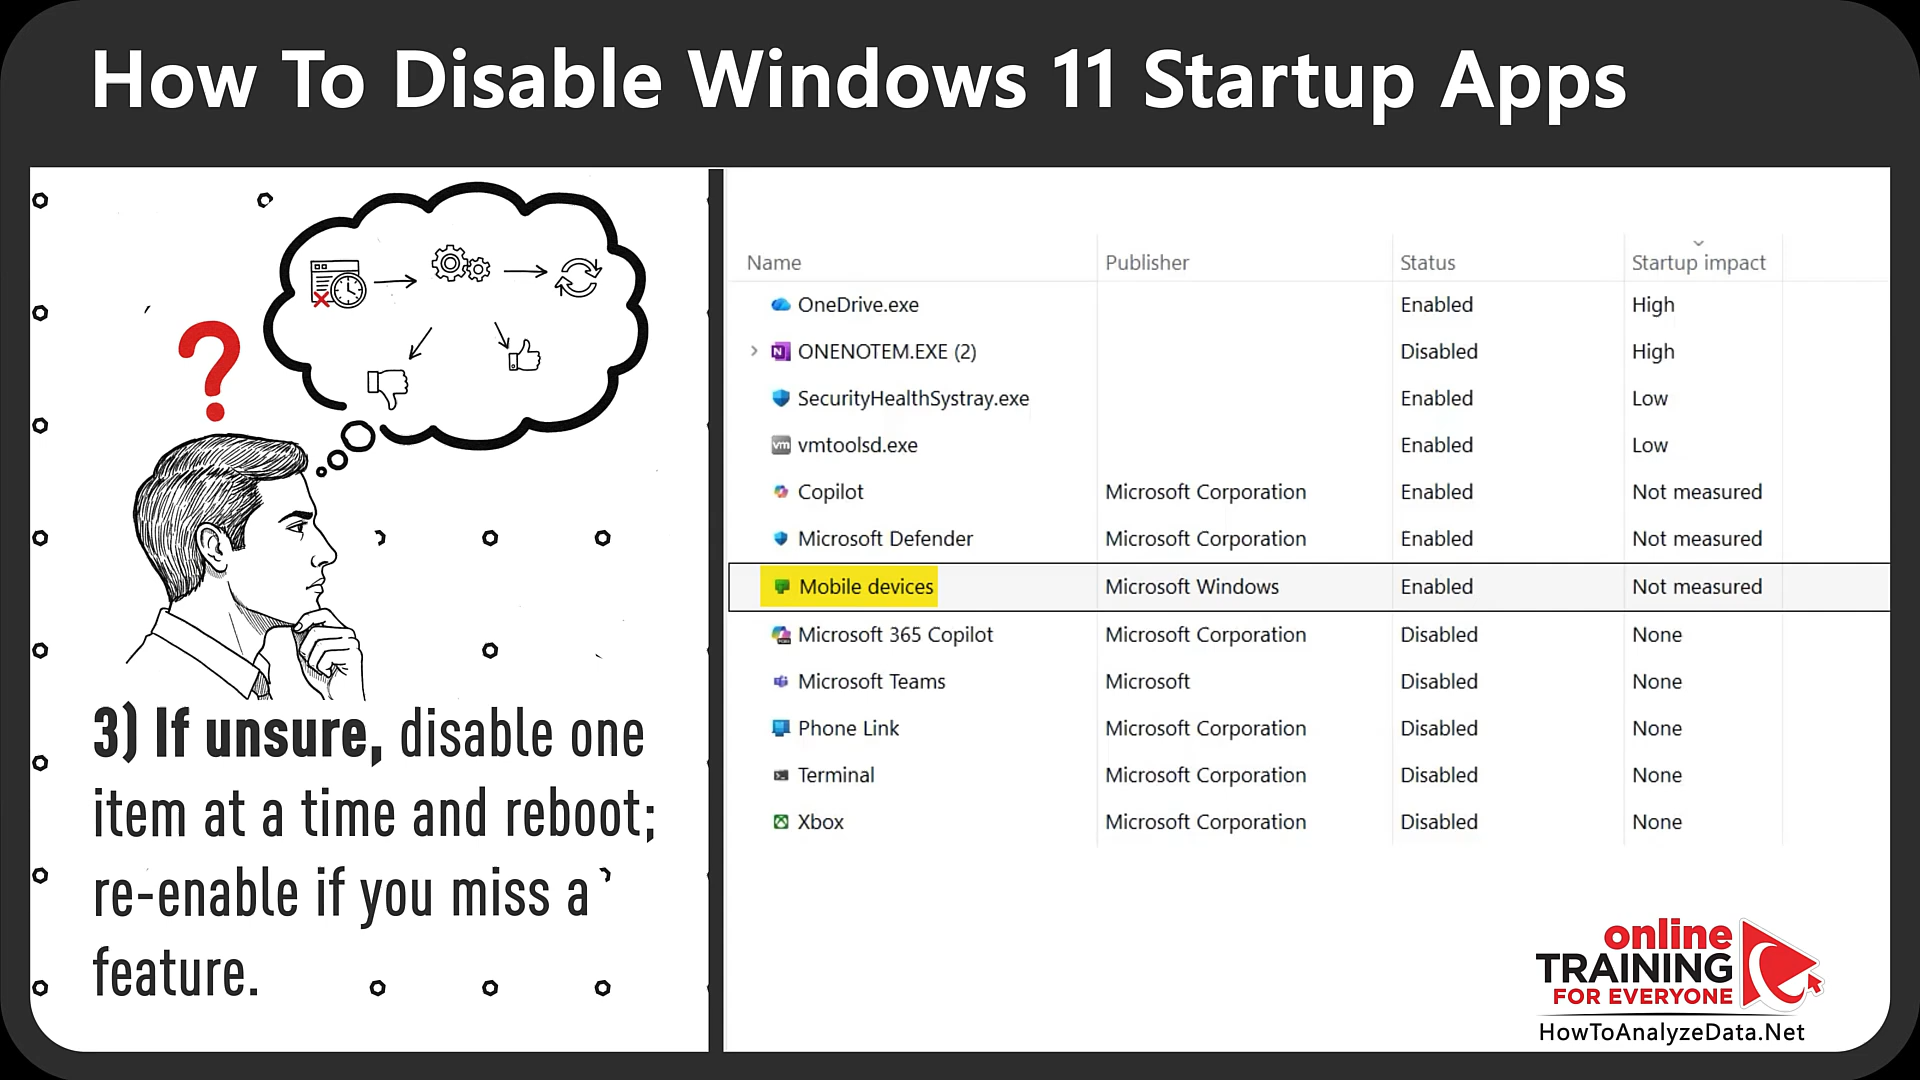 How To Disable Windows 11 Startup Apps
3) If unsure, disable one
item at a time and reboot;
re-enable if you miss a
feature.
Name Publisher Status Startup impact
OneDrive.exe Enabled High
ONENOTEM.EXE (2) Disabled High
SecurityHealthSystray.exe Enabled Low
vm vmtoolsd.exe Enabled Low
Copilot Microsoft Corporation Enabled Not measured
Microsoft Defender Microsoft Corporation Enabled Not measured
Mobile devices Microsoft Windows Enabled Not measured
Microsoft 365 Copilot Microsoft Corporation Disabled None
Microsoft Teams Microsoft Disabled None
Phone Link Microsoft Corporation Disabled None
Terminal Microsoft Corporation Disabled None
Xbox Microsoft Corporation Disabled None
online
TRAINING
FOR EVERYONE
HowToAnalyzeData.Net